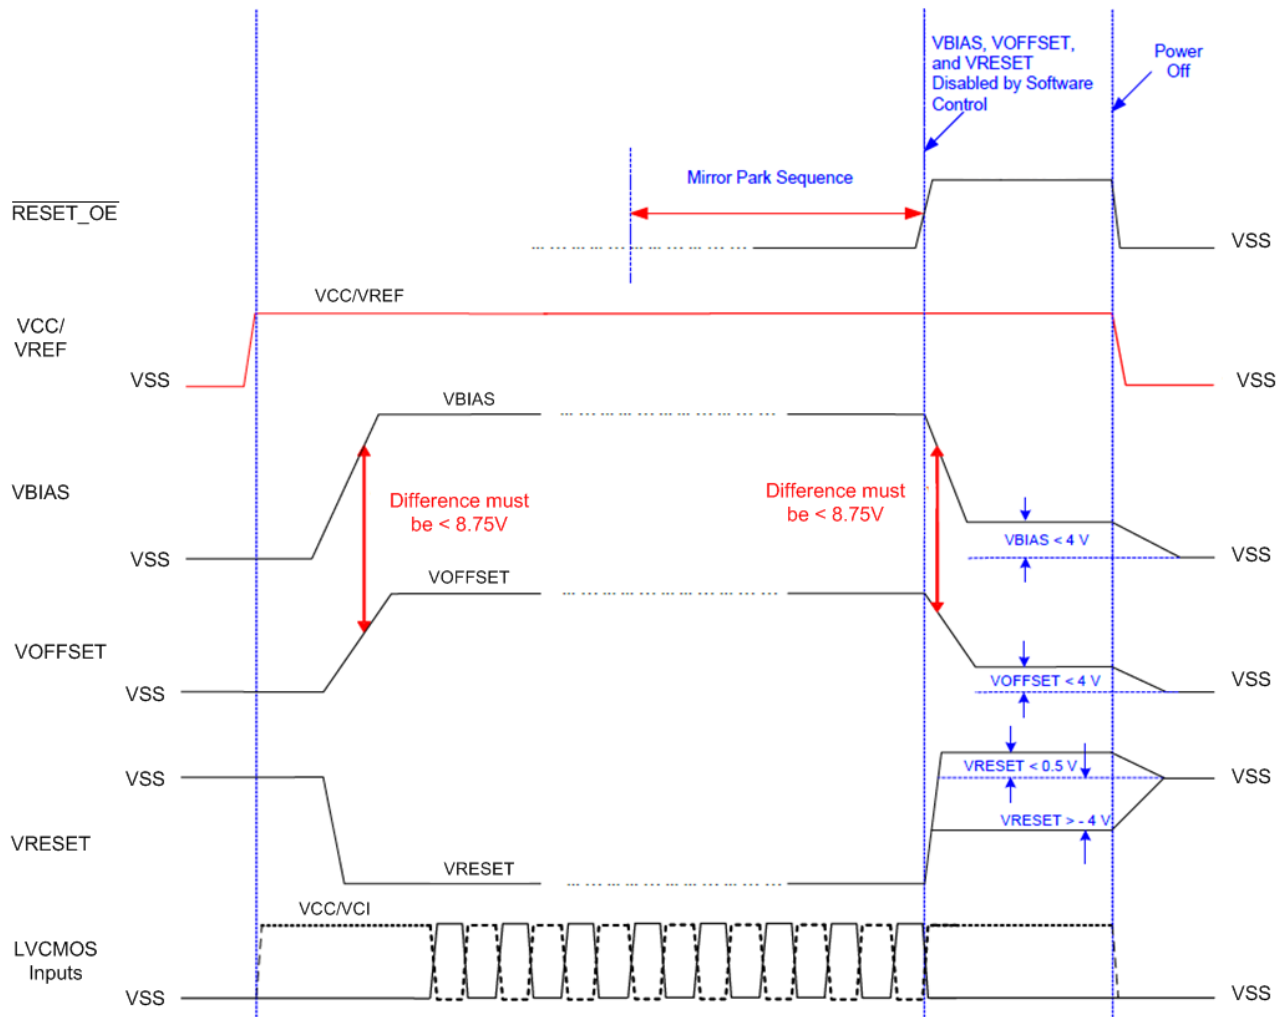 VBIAS, VOFFSET,
and VRESET
Disabled by Software
Control
Power
Off
Mirror Park Sequence
RESET_OE
VSS
VCC/VREF
VCC/
VREF
VSS
VSS
VBIAS
VBIAS
Difference must
be < 8.75V
Difference must
be < 8.75V
VBIAS < 4 V
VSS
VSS
VOFFSET
VOFFSET
VOFFSET < 4 V
VSS
VSS
VRESET < 0.5 V
VSS
VSS
VRESET > - 4 V
VRESET
VRESET
VCC/VCI
LVCMOS
Inputs
VSS
VSS